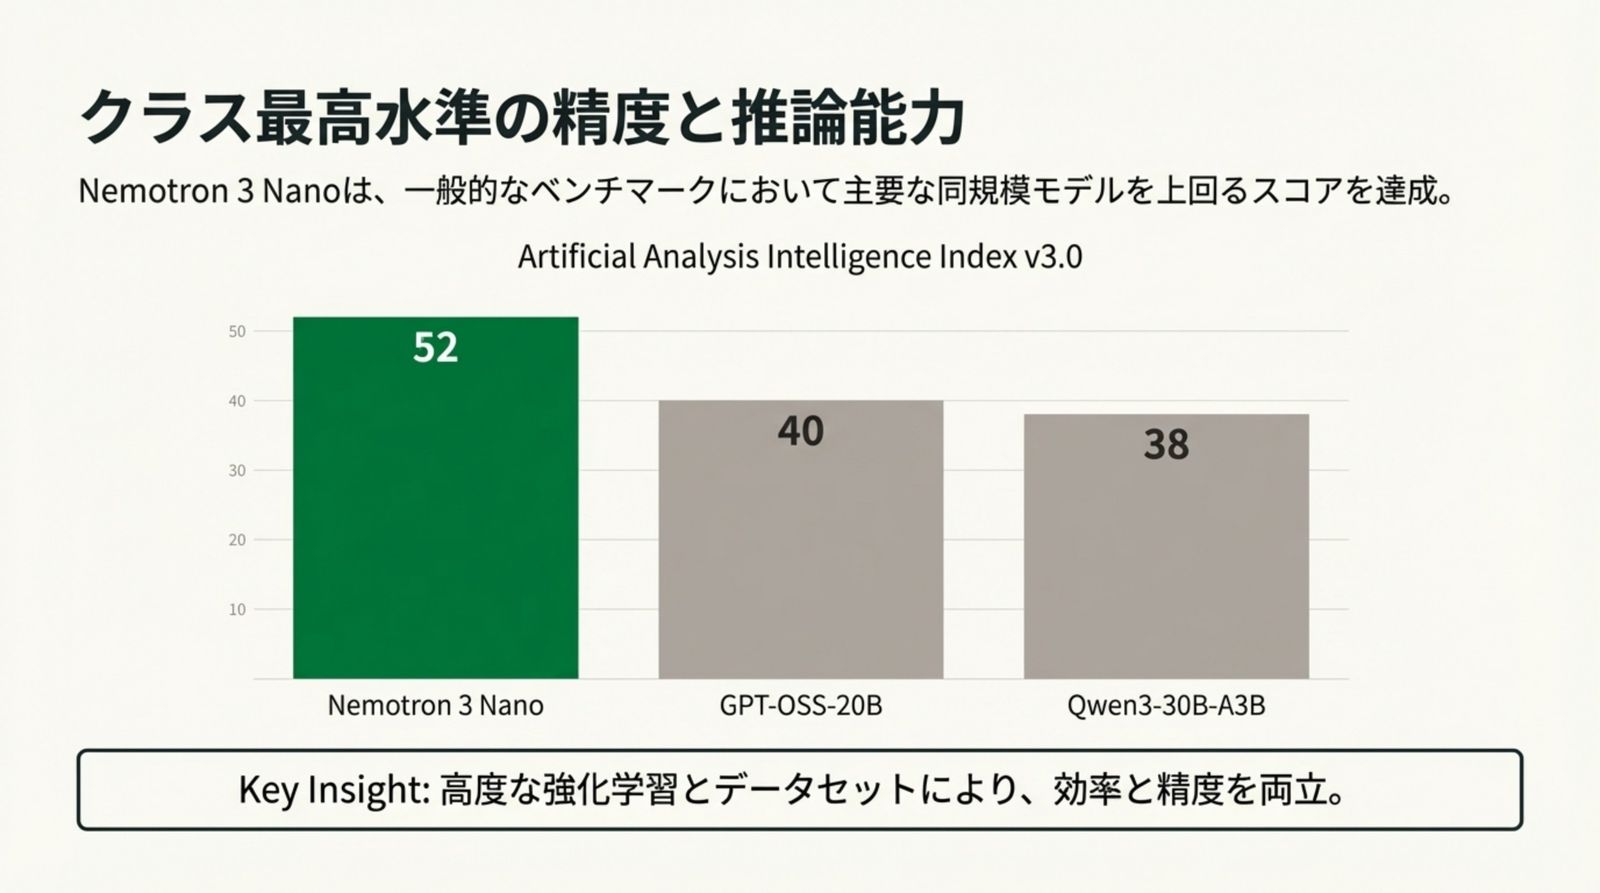 クラス最高水準の精度と推論能力
Nemotron 3 Nanoは、一般的なベンチマークにおいて主要な同規模モデルを上回るスコアを達成。
Artificial Analysis Intelligence Index v3.0
50
40
30
20
10
52
40
38
Nemotron 3 Nano
GPT-OSS-20B
Qwen3-30B-A3B
Key Insight: 高度な強化学習とデータセットにより、効率と精度を両立。